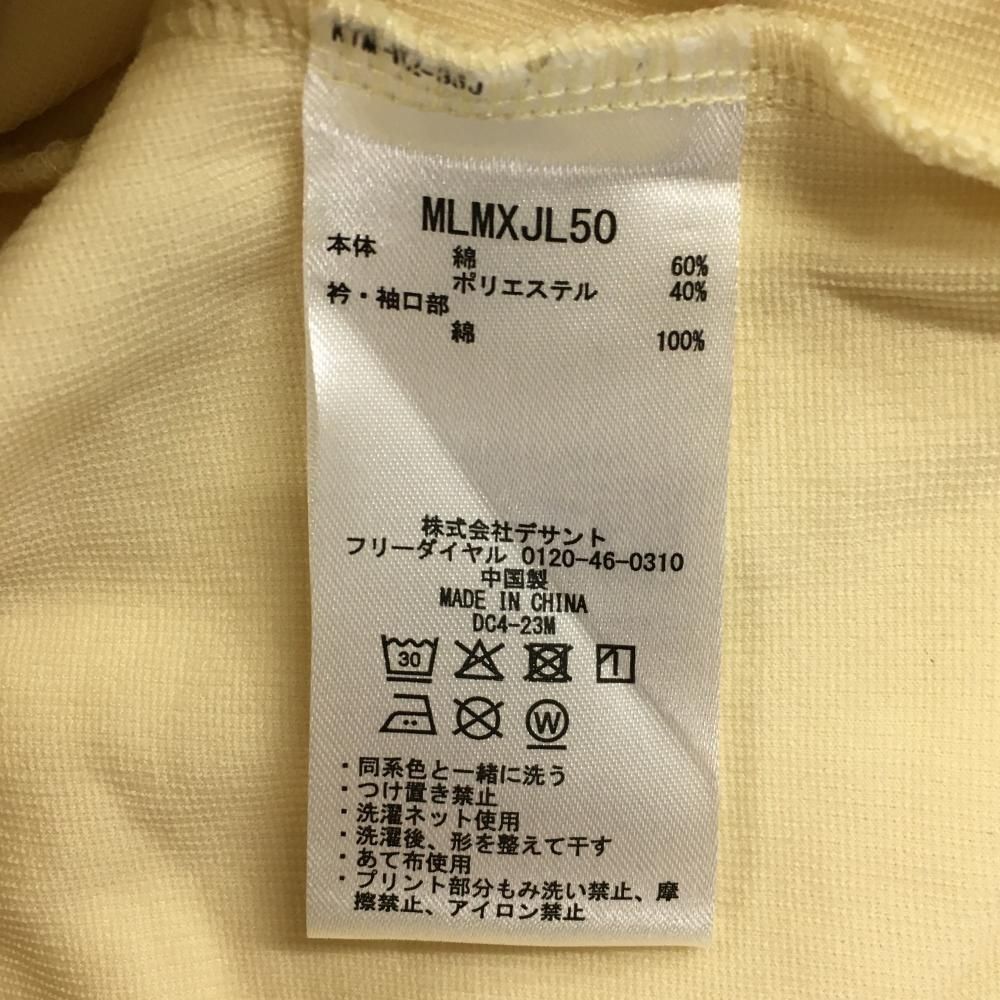 MLMXJL50
本体 綿 60%
ポリエステル 40%
衿・袖口部
綿 100%
株式会社デサント
フリーダイヤル 0120-46-0310
中国製
MADE IN CHINA
DC4-23M
30
W
・同系色と一緒に洗う
・つけ置き禁止
・洗濯ネット使用
・洗濯後、形を整えて干す
・あて布使用
・プリント部分もみ洗い禁止、摩
擦禁止、アイロン禁止